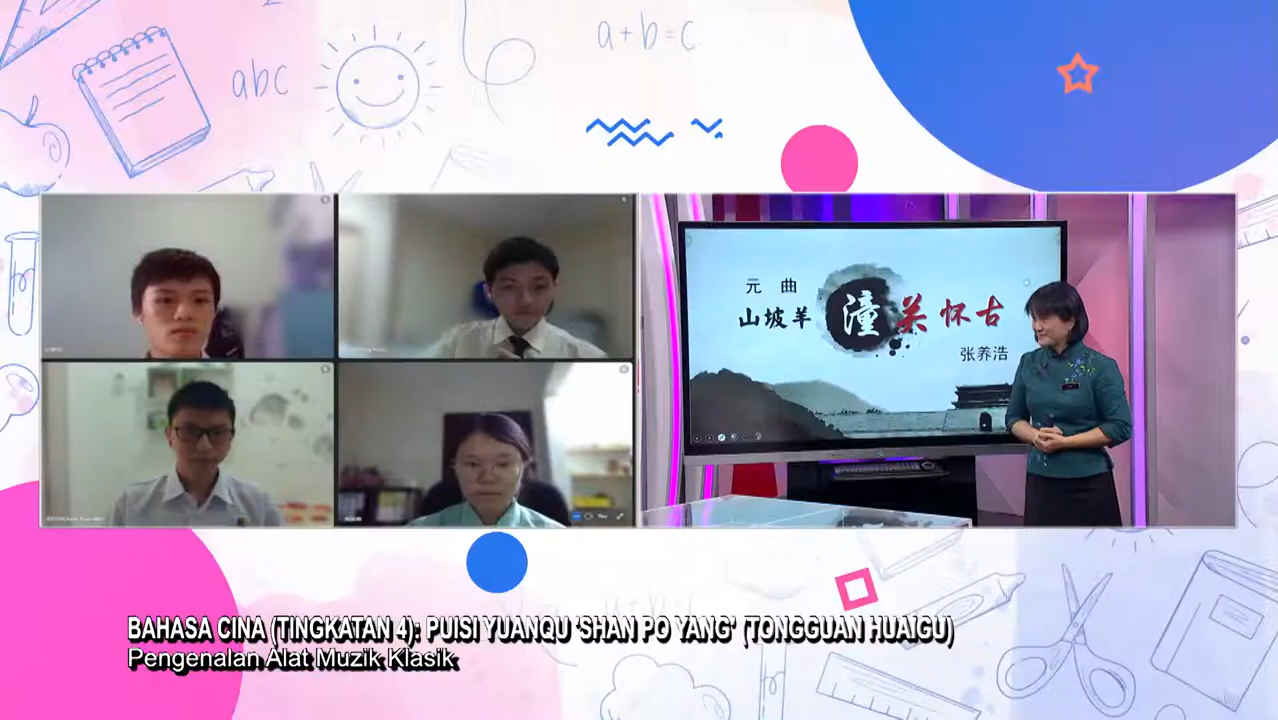 abc
a+b=c
元 曲
山坡羊 潼关怀古
张养浩
BAHASA CINA (TINGKATAN 4): PUISI YUANQU 'SHAN PO YANG' (TONGGUAN HUAIGU)
Pengenalan Alat Muzik Klasik